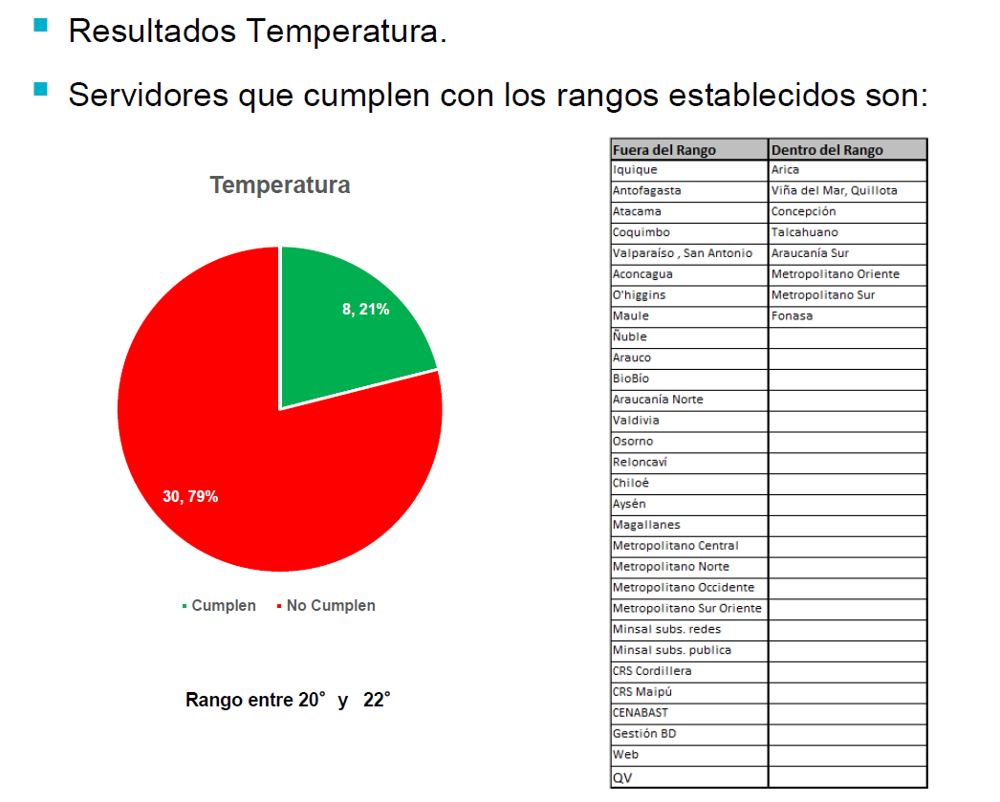 Resultados Temperatura.
Servidores que cumplen con los rangos establecidos son:
Temperatura
8, 21%
30, 79%
Cumplen No Cumplen
Rango entre 20° y 22°
Fuera del Rango Dentro del Rango
Iquique Arica
Antofagasta Viña del Mar, Quillota
Atacama Concepción
Coquimbo Talcahuano
Valparaíso , San Antonio Araucanía Sur
Aconcagua Metropolitano Oriente
O'higgins Metropolitano Sur
Maule Fonasa
Ñuble
Arauco
BioBío
Araucanía Norte
Valdivia
Osorno
Reloncaví
Chiloé
Aysén
Magallanes
Metropolitano Central
Metropolitano Norte
Metropolitano Occidente
Metropolitano Sur Oriente
Minsal subs. redes
Minsal subs. publica
CRS Cordillera
CRS Maipú
CENABAST
Gestión BD
Web
QV